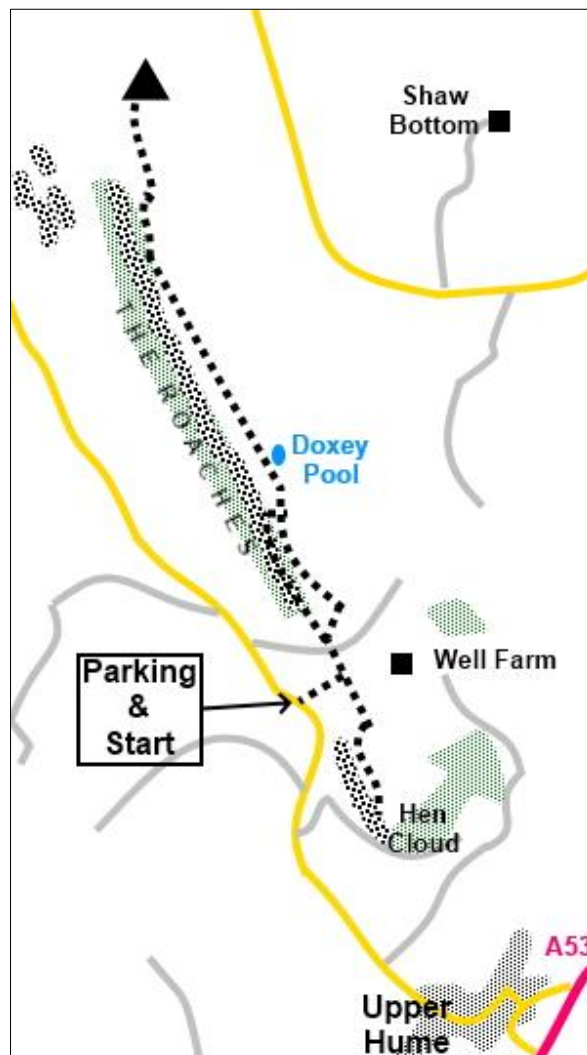 Shaw
Bottom
THE ROACHES
Doxey
Pool
Well Farm
Parking
&
Start
Hen
Cloud
A53
Upper
Hume